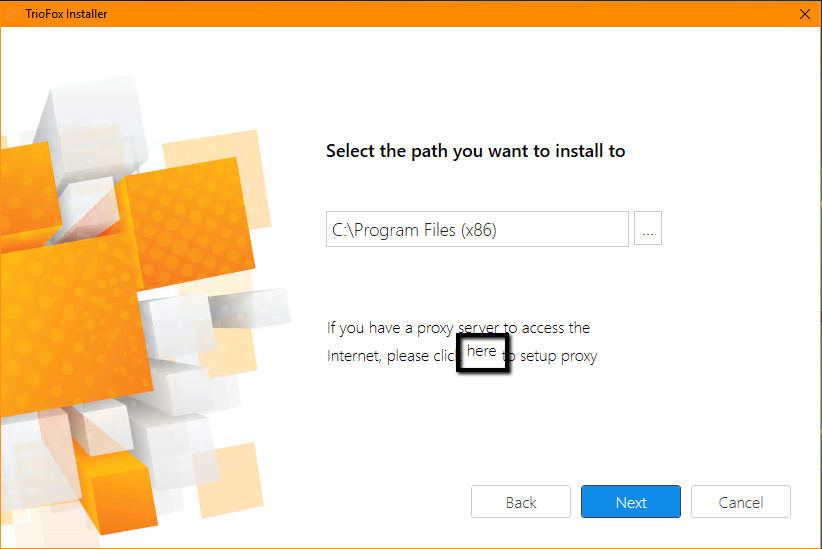 TrioFox Installer
Select the path you want to install to
C:\Program Files (x86)
...
If you have a proxy server to access the
Internet, please click here to setup proxy
Back
Next
Cancel